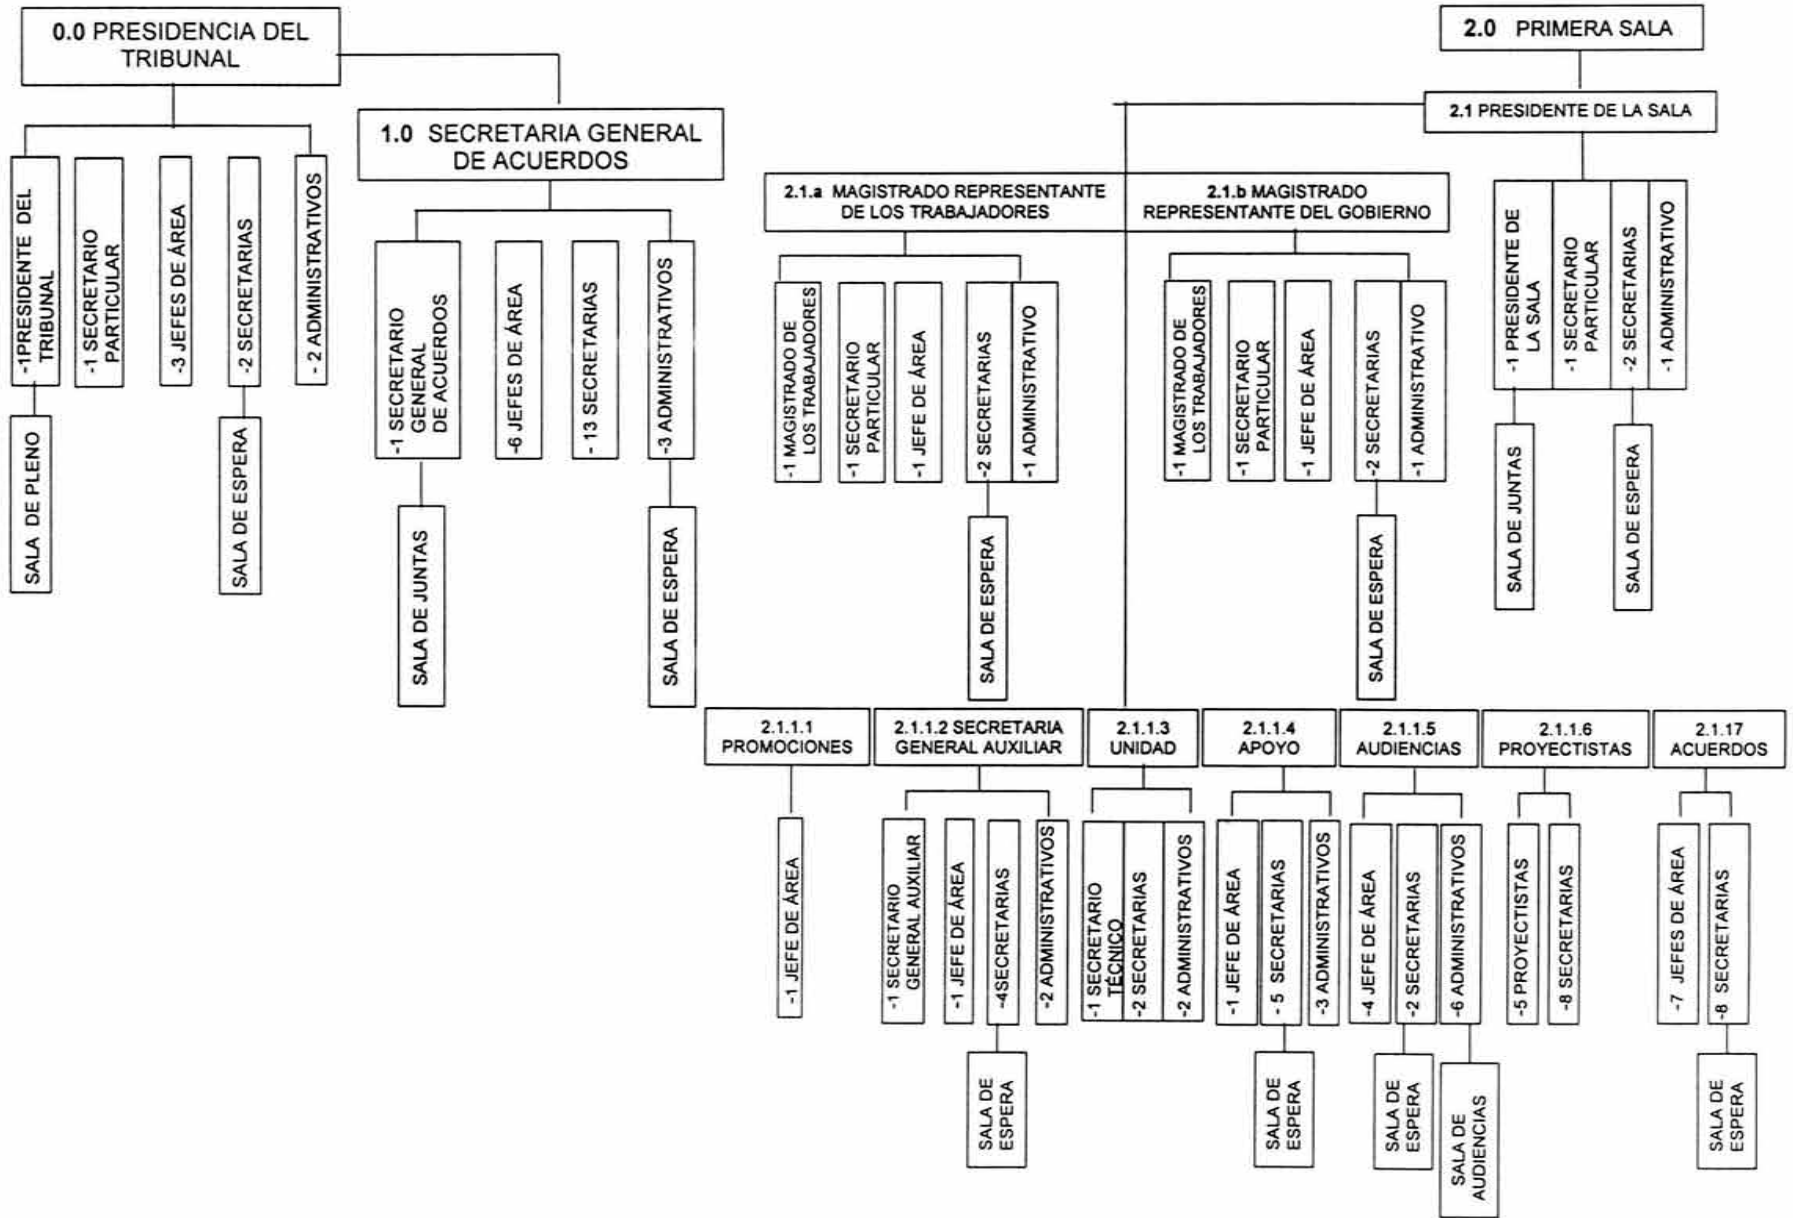 0.0 PRESIDENCIA DEL
TRIBUNAL
-1PRESIDENTE DEL
TRIBUNAL
-1 SECRETARIO
PARTICULAR
-3 JEFES DE ÁREA
-2 SECRETARIAS
- 2 ADMINISTRATIVOS
SALA DE PLENO
SALA DE ESPERA
1.0 SECRETARIA GENERAL
DE ACUERDOS
-1 SECRETARIO
GENERAL
DE ACUERDOS
-6 JEFES DE ÁREA
- 13 SECRETARIAS
-3 ADMINISTRATIVOS
SALA DE JUNTAS
SALA DE ESPERA
2.0 PRIMERA SALA
2.1 PRESIDENTE DE LA SALA
-1 PRESIDENTE DE
LA SALA
-1 SECRETARIO
PARTICULAR
-2 SECRETARIAS
-1 ADMINISTRATIVO
SALA DE JUNTAS
SALA DE ESPERA
2.1.a MAGISTRADO REPRESENTANTE
DE LOS TRABAJADORES
-1 MAGISTRADO DE
LOS TRABAJADORES
-1 SECRETARIO
PARTICULAR
-1 JEFE DE ÁREA
-2 SECRETARIAS
-1 ADMINISTRATIVO
SALA DE ESPERA
2.1.b MAGISTRADO
REPRESENTANTE DEL GOBIERNO
-1 MAGISTRADO DE
LOS TRABAJADORES
-1 SECRETARIO
PARTICULAR
-1 JEFE DE ÁREA
-2 SECRETARIAS
-1 ADMINISTRATIVO
SALA DE ESPERA
2.1.1.1
PROMOCIONES
-1 JEFE DE ÁREA
2.1.1.2 SECRETARIA
GENERAL AUXILIAR
-1 SECRETARIO
GENERAL AUXILIAR
-1 JEFE DE ÁREA
-4SECRETARIAS
-2 ADMINISTRATIVOS
SALA DE
ESPERA
2.1.1.3
UNIDAD
-1 SECRETARIO
TÉCNICO
-2 SECRETARIAS
-2 ADMINISTRATIVOS
2.1.1.4
APOYO
-1 JEFE DE ÁREA
- 5 SECRETARIAS
-3 ADMINISTRATIVOS
SALA DE
ESPERA
2.1.1.5
AUDIENCIAS
-4 JEFE DE ÁREA
-2 SECRETARIAS
-6 ADMINISTRATIVOS
SALA DE
ESPERA
SALA DE
AUDIENCIAS
2.1.1.6
PROYECTISTAS
-5 PROYECTISTAS
-8 SECRETARIAS
2.1.17
ACUERDOS
-7 JEFES DE ÁREA
-8 SECRETARIAS
SALA DE
ESPERA